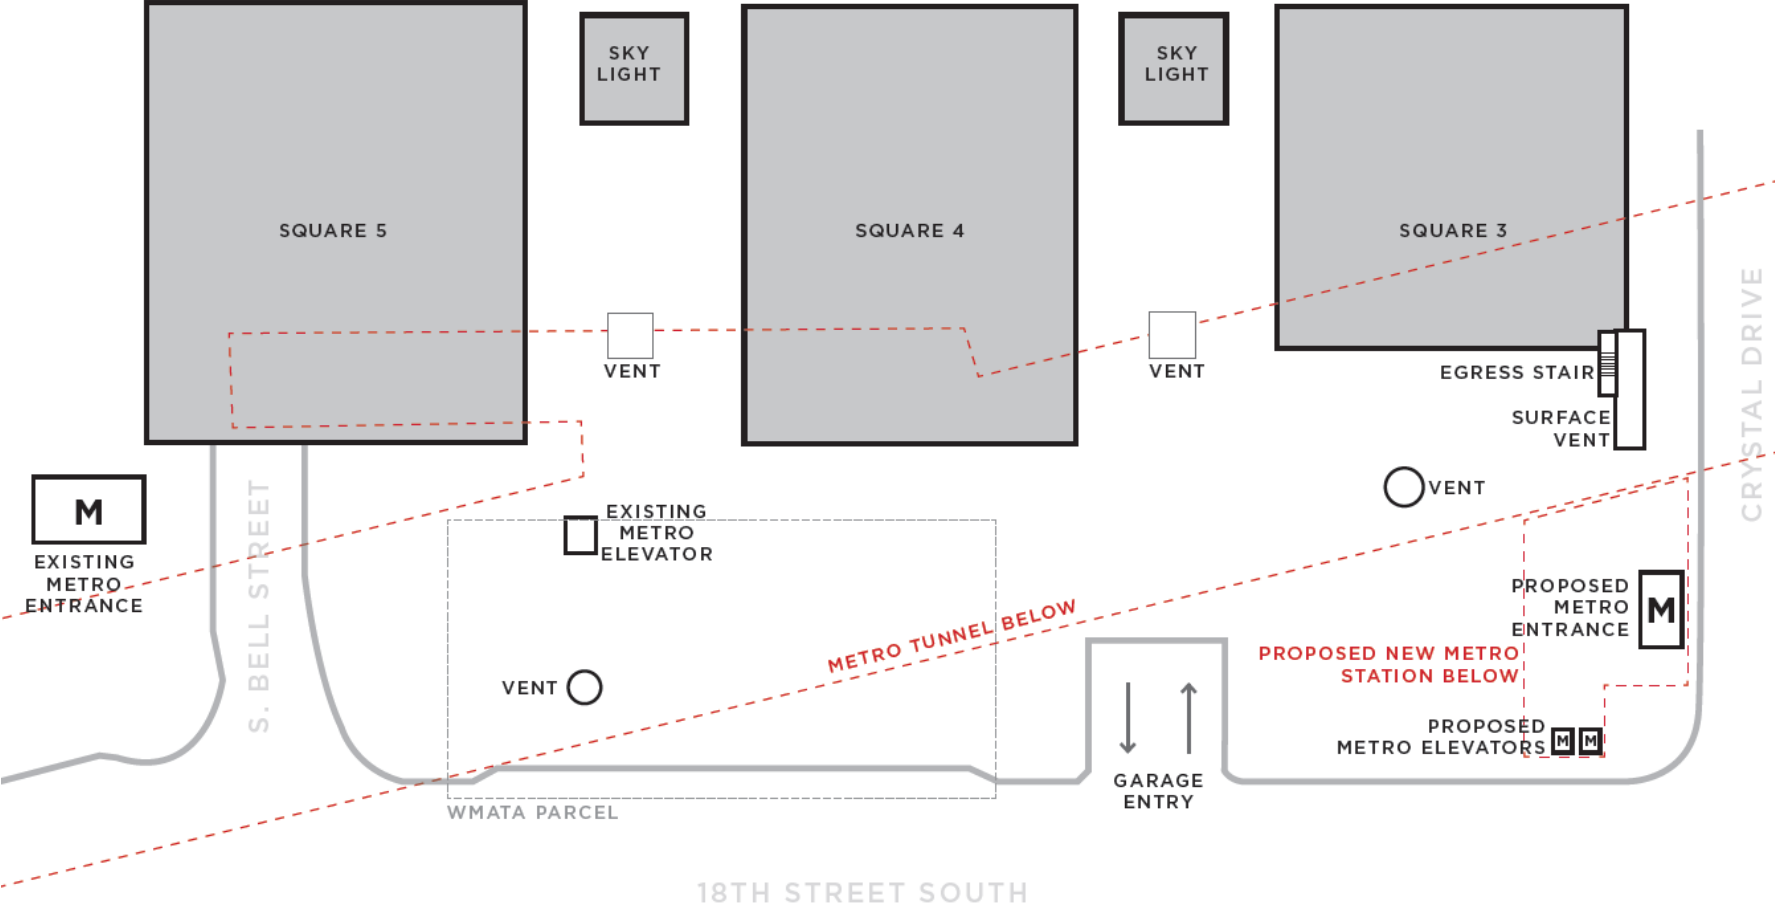 SKY
LIGHT
SKY
LIGHT
SQUARE 5
SQUARE 4
SQUARE 3
VENT
VENT
EGRESS STAIR
SURFACE
VENT
CRYSTAL DRIVE
M
EXISTING
METRO
ENTRANCE
S. BELL STREET
EXISTING
METRO
ELEVATOR
VENT
VENT
METRO TUNNEL BELOW
PROPOSED
METRO
ENTRANCE
M
PROPOSED NEW METRO
STATION BELOW
PROPOSED
METRO ELEVATORS
M
M
GARAGE
ENTRY
WMATA PARCEL
18TH STREET SOUTH